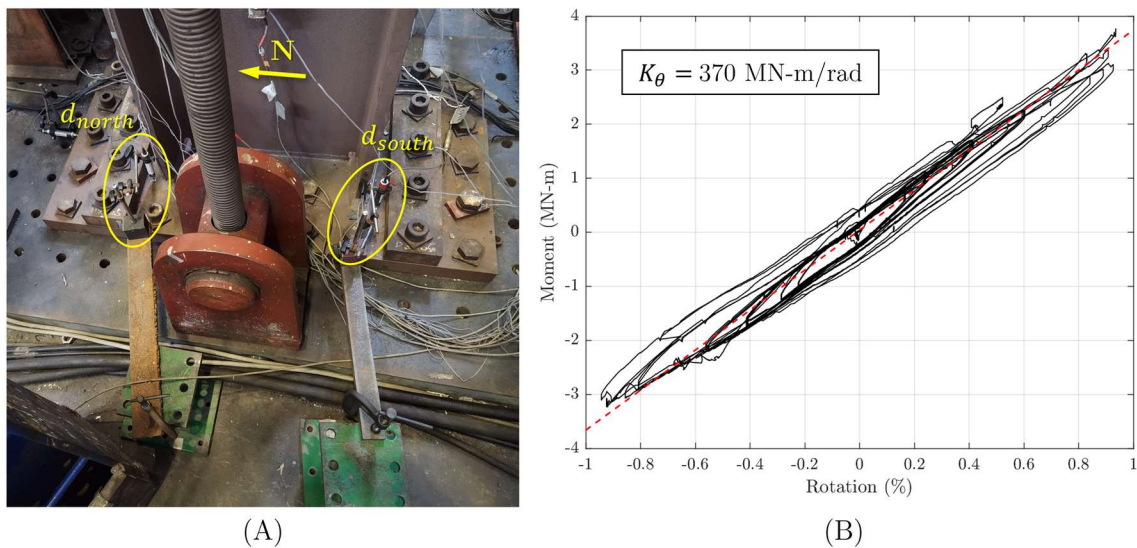 N
d_north
d_south
(A)
K_θ = 370 MN-m/rad
Moment (MN-m)
4
3
2
1
0
-1
-2
-3
-4
-1 -0.8 -0.6 -0.4 -0.2 0 0.2 0.4 0.6 0.8 1
Rotation (%)
(B)